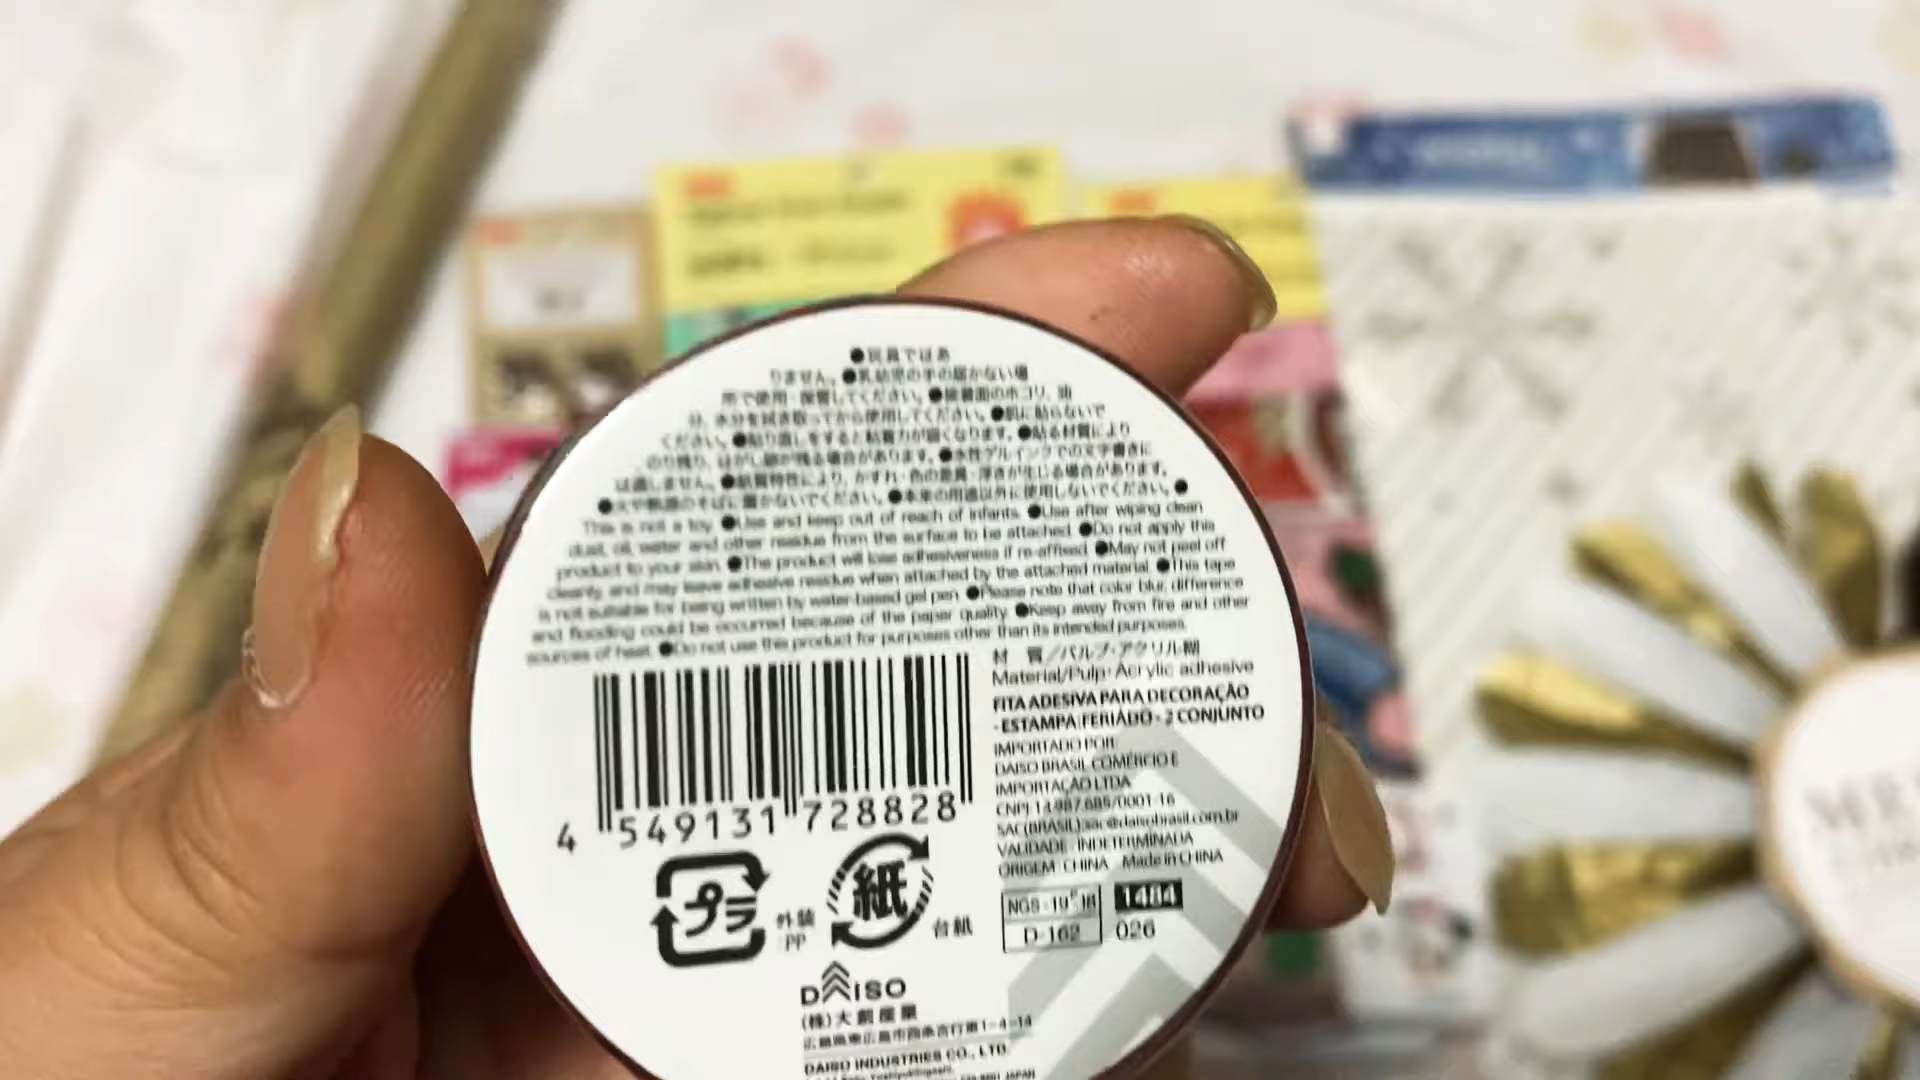 ●玩具ではあ
りません。●乳幼児の手の届かない場
所で使用・保管してください。●接着面のホコリ、油
分、水分を拭き取ってから使用してください。●肌に貼らないで
ください。●貼り直しをすると粘着力が弱くなります。●貼る材質により
のり残り、はがし跡が残る場合があります。●水性ゲルインクでの文字書きに
は適しません。●紙質特性により、かすれ・色の差異・浮きが生じる場合があります。
●火や熱源のそばに置かないでください。●本来の用途以外に使用しないでください。●
This is not a toy. ●Use and keep out of reach of infants. ●Use after wiping clean
dust, oil, water and other residue from the surface to be attached. ●Do not apply this
product to your skin. ●The product will lose adhesiveness if re-affixed. ●May not peel off
cleanly, and may leave adhesive residue when attached by the attached material. ●This tape
is not suitable for being written by water-based gel pen. ●Please note that color blur, difference
and flooding could be occurred because of the paper quality. ●Keep away from fire and other
sources of heat. ●Do not use this product for purposes other than its intended purposes.
材 質／パルプ・アクリル糊
Material/Pulp・Acrylic adhesive
FITA ADESIVA PARA DECORAÇÃO
- ESTAMPA FERIADO - 2 CONJUNTO
IMPORTADO POR:
DAISO BRASIL COMÉRCIO E
IMPORTAÇÃO LTDA
CNPJ: 14.987.685/0001-16
SAC(BRASIL):sac@daisobrasil.com.br
VALIDADE : INDETERMINADA
ORIGEM: CHINA Made in CHINA
4 549131 728828
プラ 外装 :PP 紙 台紙
D-162
1484
026
DAISO
(株)大創産業
広島県東広島市西条吉行東1-4-14
DAISO INDUSTRIES CO., LTD.